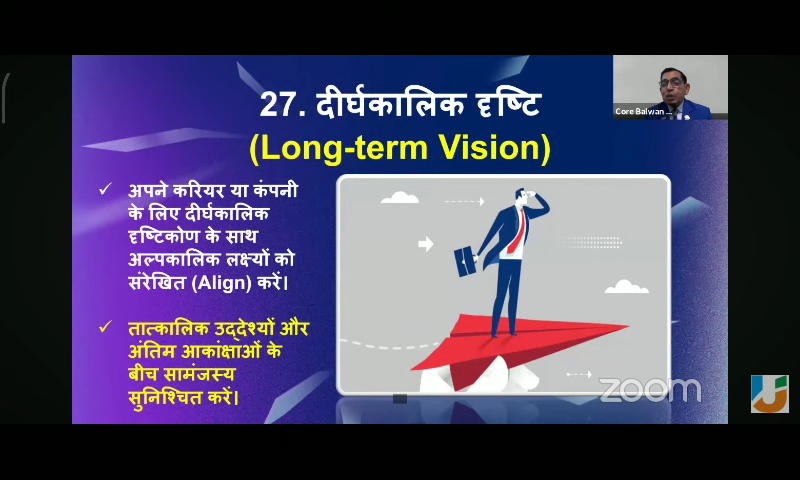 27. दीर्घकालिक दृष्टि
(Long-term Vision)
Core Balwan ...
अपने करियर या कंपनी
के लिए दीर्घकालिक
दृष्टिकोण के साथ
अल्पकालिक लक्ष्यों को
संरेखित (Align) करें।
तात्कालिक उद्देश्यों और
अंतिम आकांक्षाओं के
बीच सामंजस्य
सुनिश्चित करें।
zoom